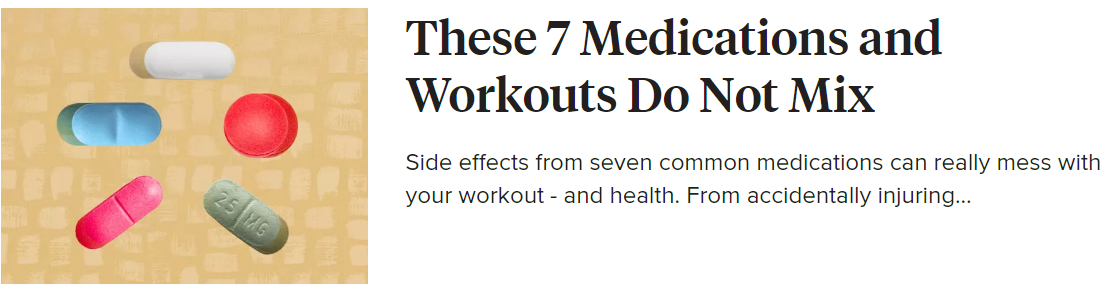 These 7 Medications and
Workouts Do Not Mix
Side effects from seven common medications can really mess with
your workout - and health. From accidentally injuring...
25 MG